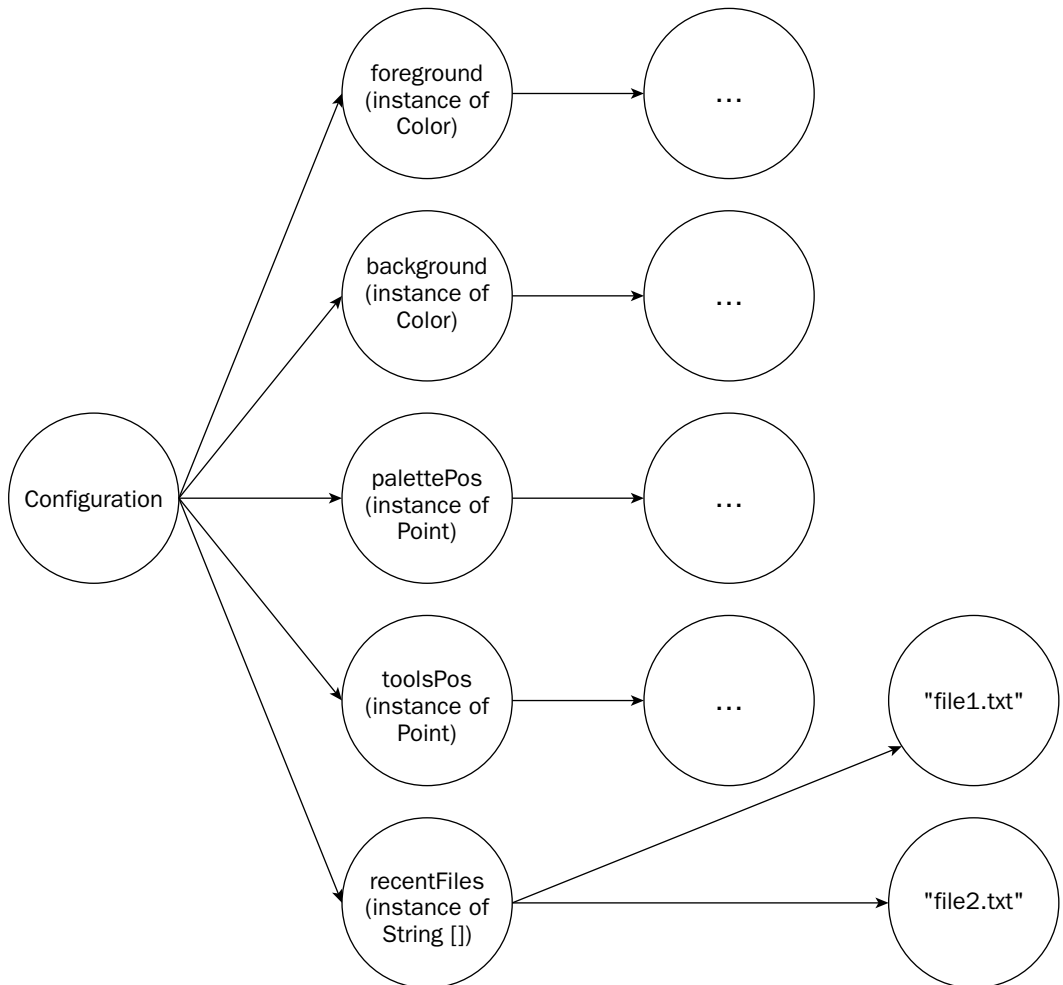 foreground
(instance of
Color)
...
background
(instance of
Color)
...
Configuration
palettePos
(instance of
Point)
...
toolsPos
(instance of
Point)
...
"file1.txt"
recentFiles
(instance of
String [])
"file2.txt"